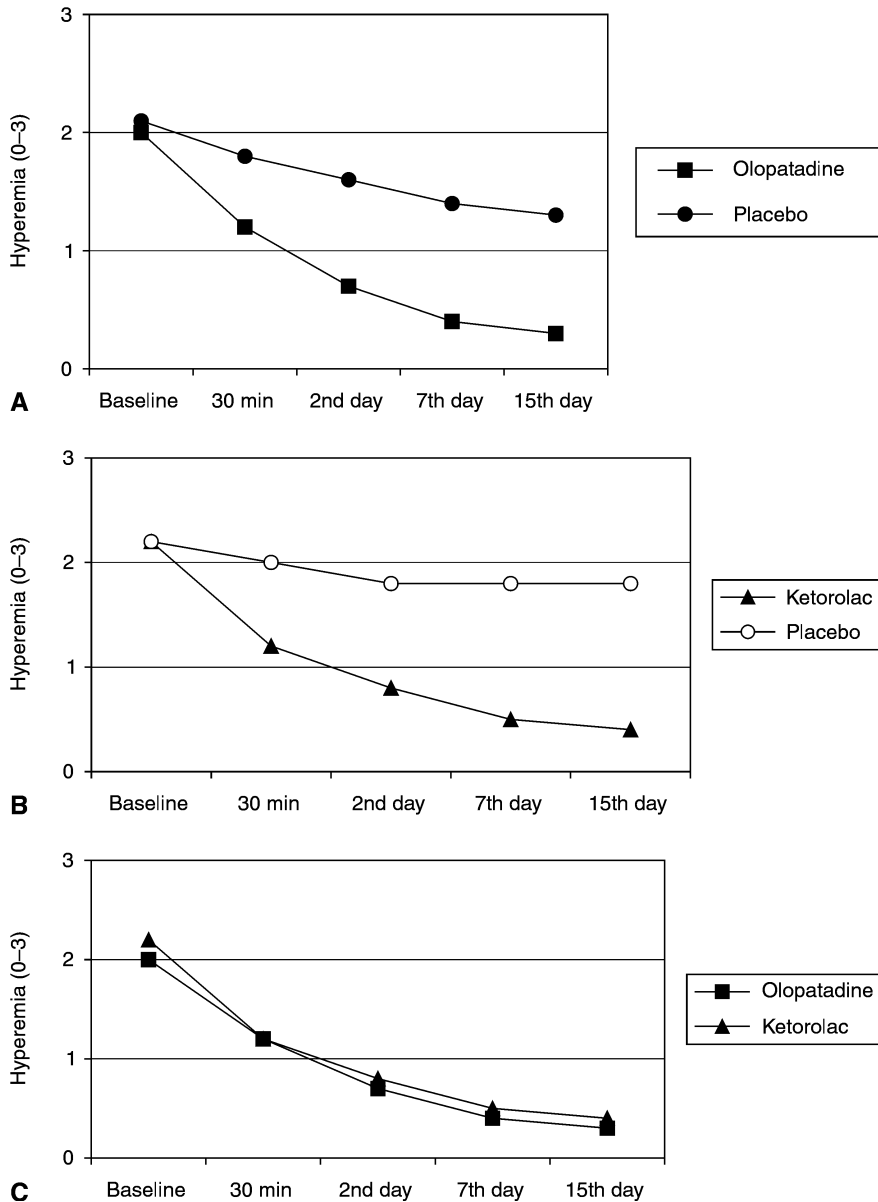 3
2
1
0
Hyperemia (0–3)
Baseline 30 min 2nd day 7th day 15th day
Olopatadine
Placebo
A
3
2
1
0
Hyperemia (0–3)
Baseline 30 min 2nd day 7th day 15th day
Ketorolac
Placebo
B
3
2
1
0
Hyperemia (0–3)
Baseline 30 min 2nd day 7th day 15th day
Olopatadine
Ketorolac
C